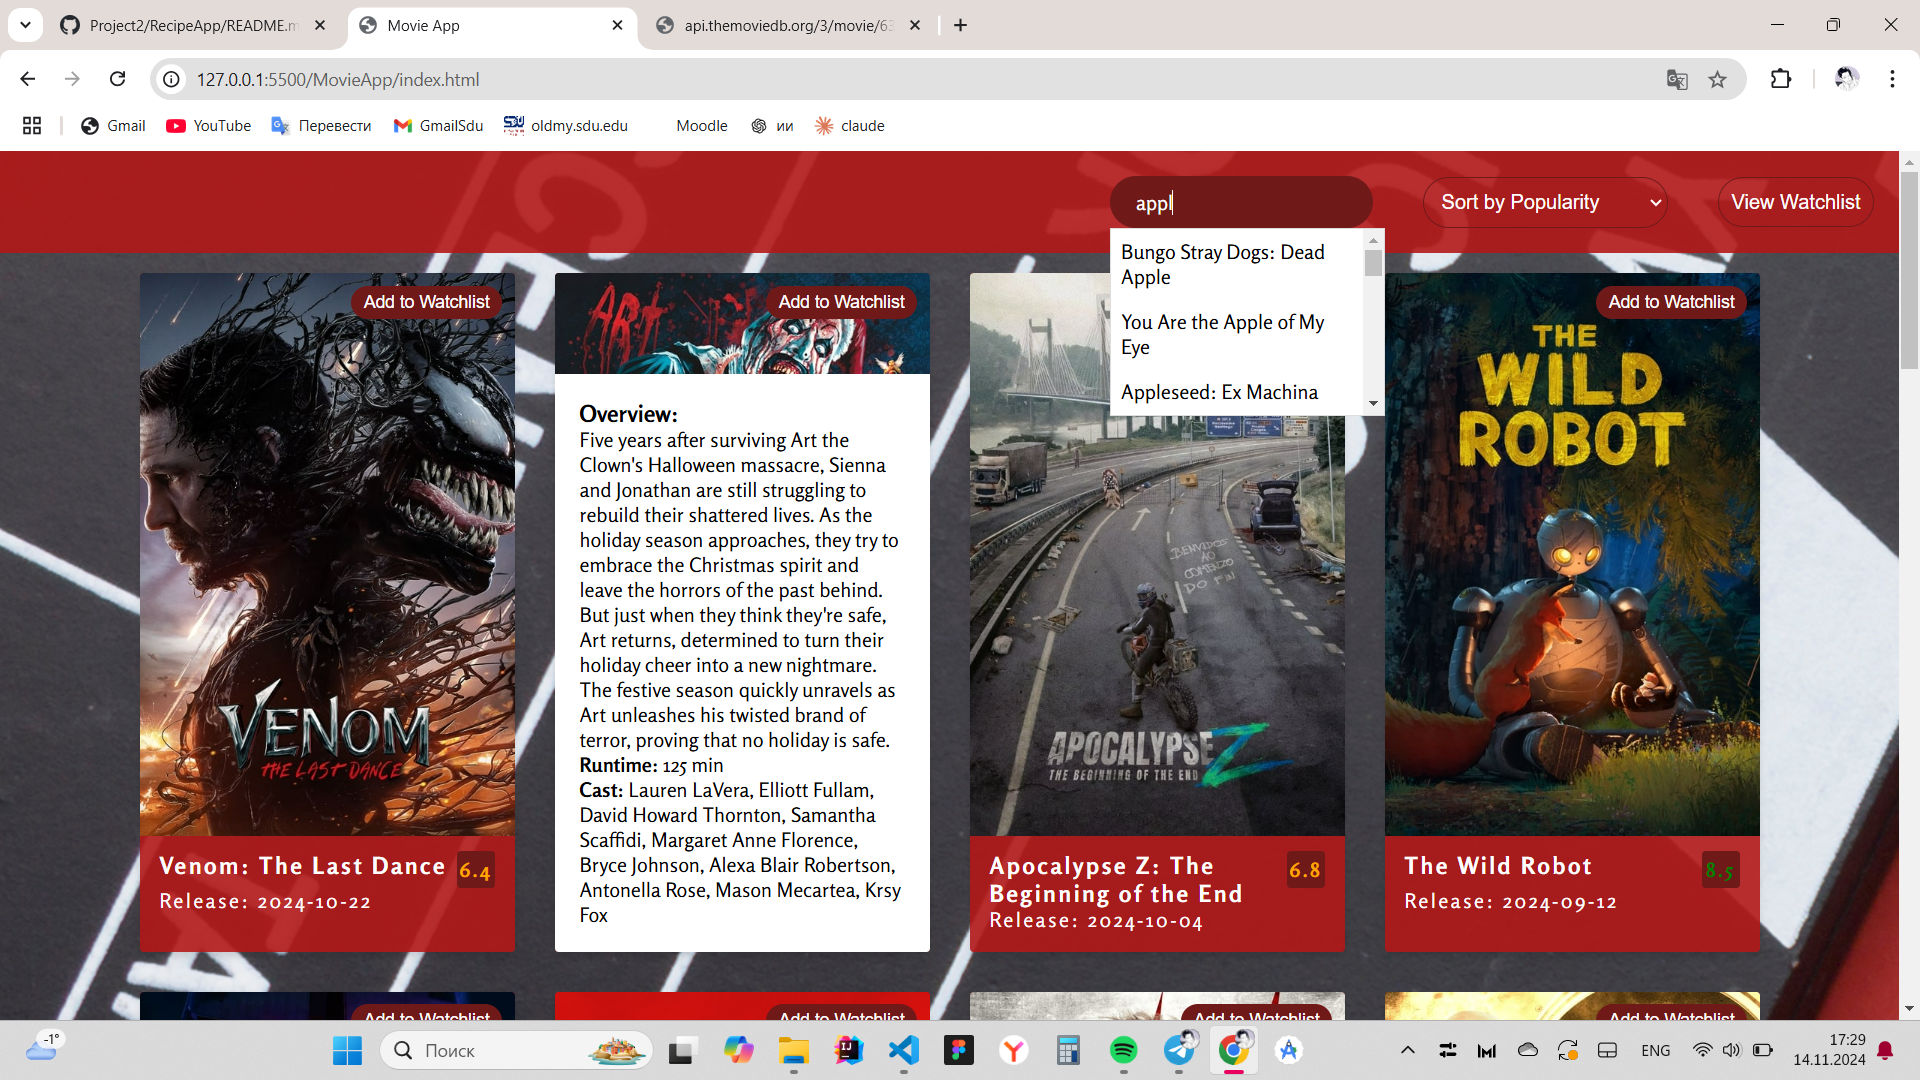 Project2/RecipeApp/README.m
Movie App
api.themoviedb.org/3/movie/63
127.0.0.1:5500/MovieApp/index.html
Gmail
YouTube
Перевести
GmailSdu
oldmy.sdu.edu
Moodle
ии
claude
appl
Sort by Popularity
View Watchlist
Bungo Stray Dogs: Dead
Apple
You Are the Apple of My
Eye
Appleseed: Ex Machina
Add to Watchlist
VENOM
THE LAST DANCE
Venom: The Last Dance
6.4
Release: 2024-10-22
ART
Add to Watchlist
Overview:
Five years after surviving Art the
Clown's Halloween massacre, Sienna
and Jonathan are still struggling to
rebuild their shattered lives. As the
holiday season approaches, they try to
embrace the Christmas spirit and
leave the horrors of the past behind.
But just when they think they're safe,
Art returns, determined to turn their
holiday cheer into a new nightmare.
The festive season quickly unravels as
Art unleashes his twisted brand of
terror, proving that no holiday is safe.
Runtime: 125 min
Cast: Lauren LaVera, Elliott Fullam,
David Howard Thornton, Samantha
Scaffidi, Margaret Anne Florence,
Bryce Johnson, Alexa Blair Robertson,
Antonella Rose, Mason Mecartea, Krsy
Fox
BENVIDOS
AO
COMENZO
DO FIN
APOCALYPSE Z
THE BEGINNING OF THE END
Apocalypse Z: The
Beginning of the End
6.8
Release: 2024-10-04
Add to Watchlist
THE
WILD
ROBOT
The Wild Robot
8.5
Release: 2024-09-12
Add to Watchlist
Add to Watchlist
Add to Watchlist
Add to Watchlist
-1°
Поиск
ENG
17:29
14.11.2024